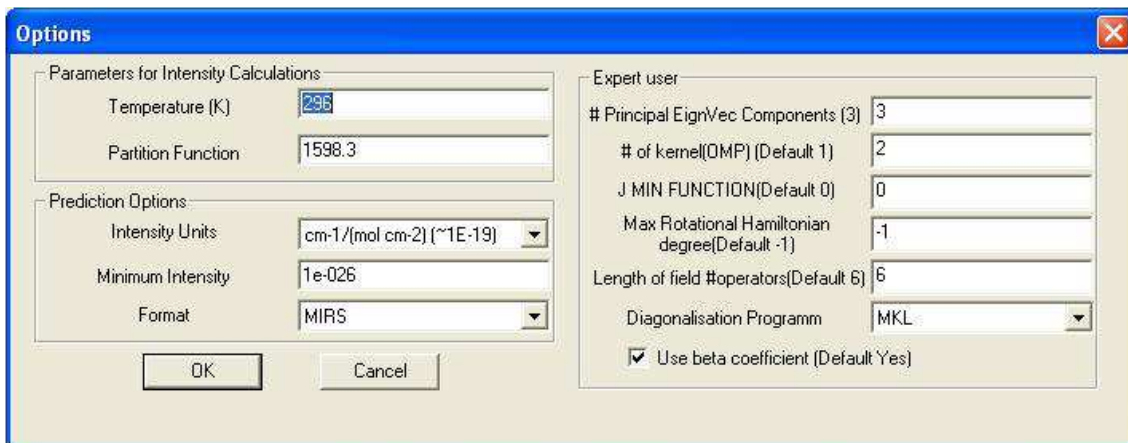 Options
Parameters for Intensity Calculations
Temperature (K) 296
Partition Function 1598.3
Prediction Options
Intensity Units cm-1/(mol cm-2) (~1E-19)
Minimum Intensity 1e-026
Format MIRS
OK Cancel
Expert user
# Principal EignVec Components (3) 3
# of kernel(OMP) (Default 1) 2
J MIN FUNCTION(Default 0) 0
Max Rotational Hamiltonian
degree(Default -1) -1
Length of field #operators(Default 6) 6
Diagonalisation Programm MKL
Use beta coefficient (Default Yes)